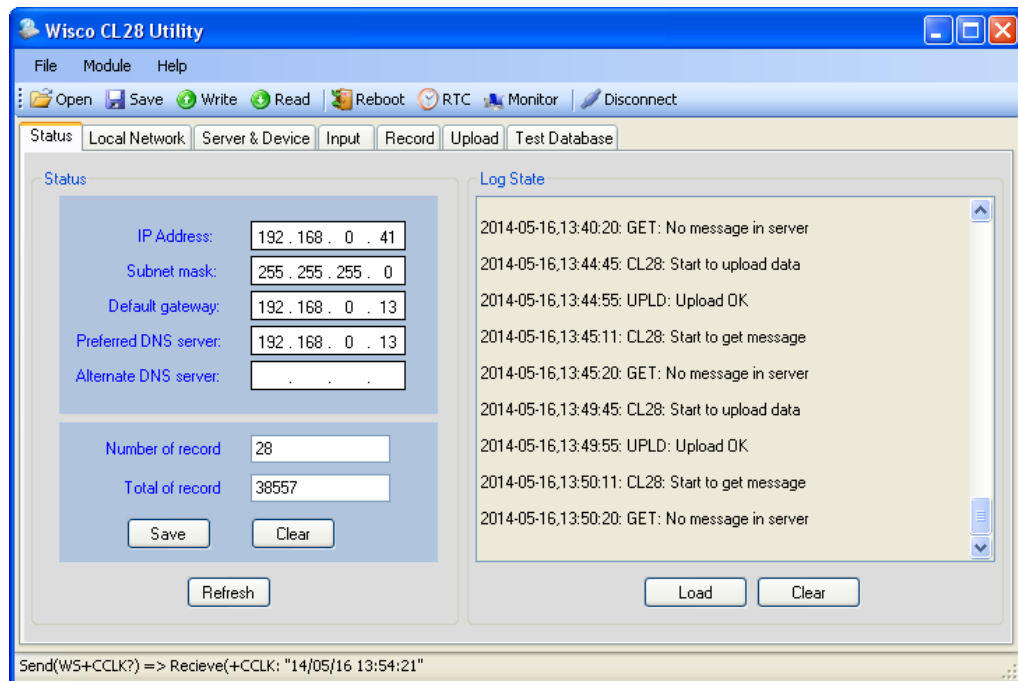 Wisco CL28 Utility
File Module Help
Open Save Write Read Reboot RTC Monitor Disconnect
Status Local Network Server & Device Input Record Upload Test Database
Status
IP Address: 192 . 168 . 0 . 41
Subnet mask: 255 . 255 . 255 . 0
Default gateway: 192 . 168 . 0 . 13
Preferred DNS server: 192 . 168 . 0 . 13
Alternate DNS server: . . .
Number of record 28
Total of record 38557
Save Clear
Refresh
Log State
2014-05-16,13:40:20: GET: No message in server
2014-05-16,13:44:45: CL28: Start to upload data
2014-05-16,13:44:55: UPLD: Upload OK
2014-05-16,13:45:11: CL28: Start to get message
2014-05-16,13:45:20: GET: No message in server
2014-05-16,13:49:45: CL28: Start to upload data
2014-05-16,13:49:55: UPLD: Upload OK
2014-05-16,13:50:11: CL28: Start to get message
2014-05-16,13:50:20: GET: No message in server
Load Clear
Send(WS+CCLK?) => Recieve(+CCLK: "14/05/16 13:54:21"